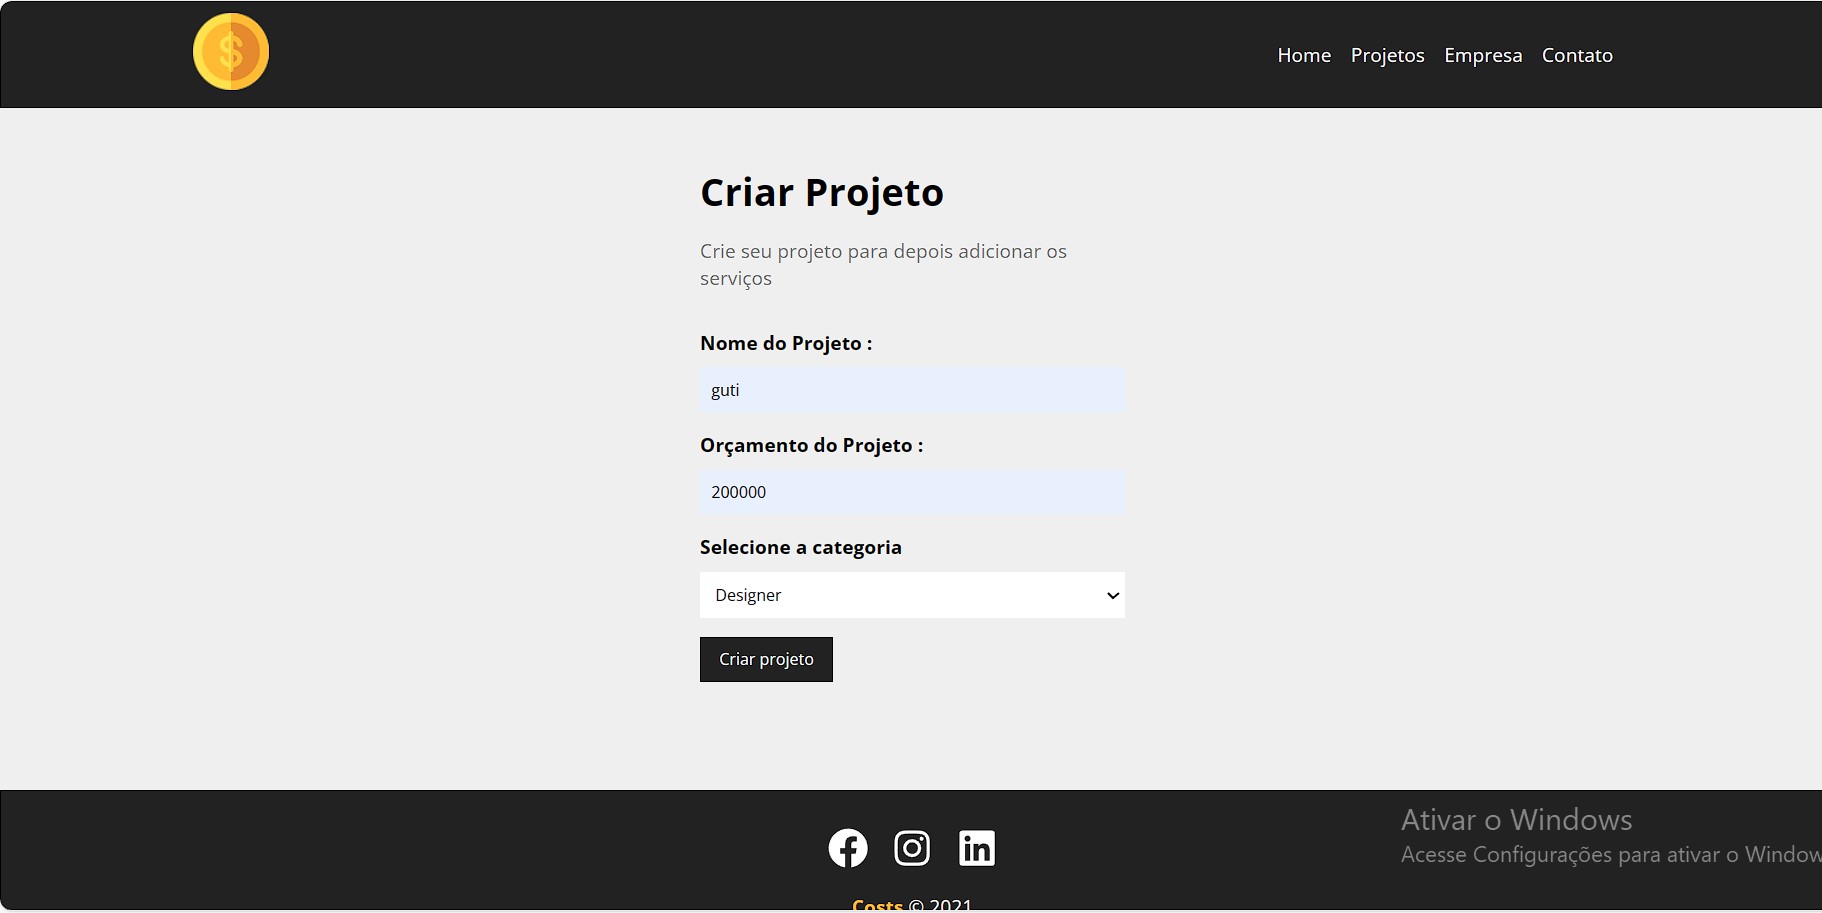 Home Projetos Empresa Contato
Criar Projeto
Crie seu projeto para depois adicionar os
serviços
Nome do Projeto :
guti
Orçamento do Projeto :
200000
Selecione a categoria
Designer
Criar projeto
Ativar o Windows
Acesse Configurações para ativar o Window
Costs © 2021